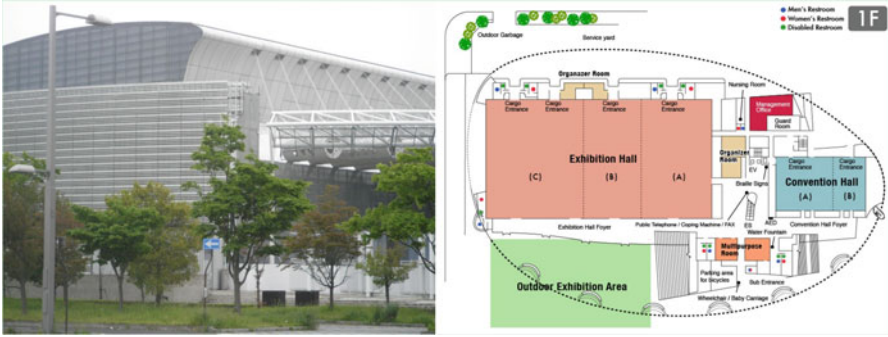 Men's Restroom
Women's Restroom
Disabled Restroom
1F
Outdoor Garbage
Service yard
Organazer Room
Nursing Room
Management
Office
Guard
Room
Cargo
Entrance
Cargo
Entrance
Cargo
Entrance
Cargo
Entrance
Cargo
Entrance
Organizer
Room
EV
Cargo
Entrance
Cargo
Entrance
Exhibition Hall
(C)
(B)
(A)
Braille Signs
Convention Hall
(A)
(B)
Exhibition Hall Foyer
Public Telephone / Coping Machine / FAX
ES
AED
Water Fountain
Convention Hall Foyer
Multipurpose
Room
Parking area
for bicycles
Sub Entrance
Outdoor Exhibition Area
Wheelchair / Baby Carriage